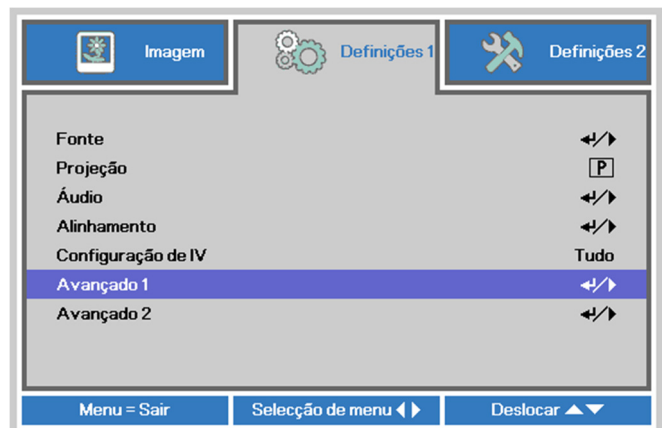 Imagem
Definições 1
Definições 2
Fonte
Projeção P
Áudio
Alinhamento
Configuração de IV Tudo
Avançado 1
Avançado 2
Menu = Sair
Selecção de menu
Deslocar